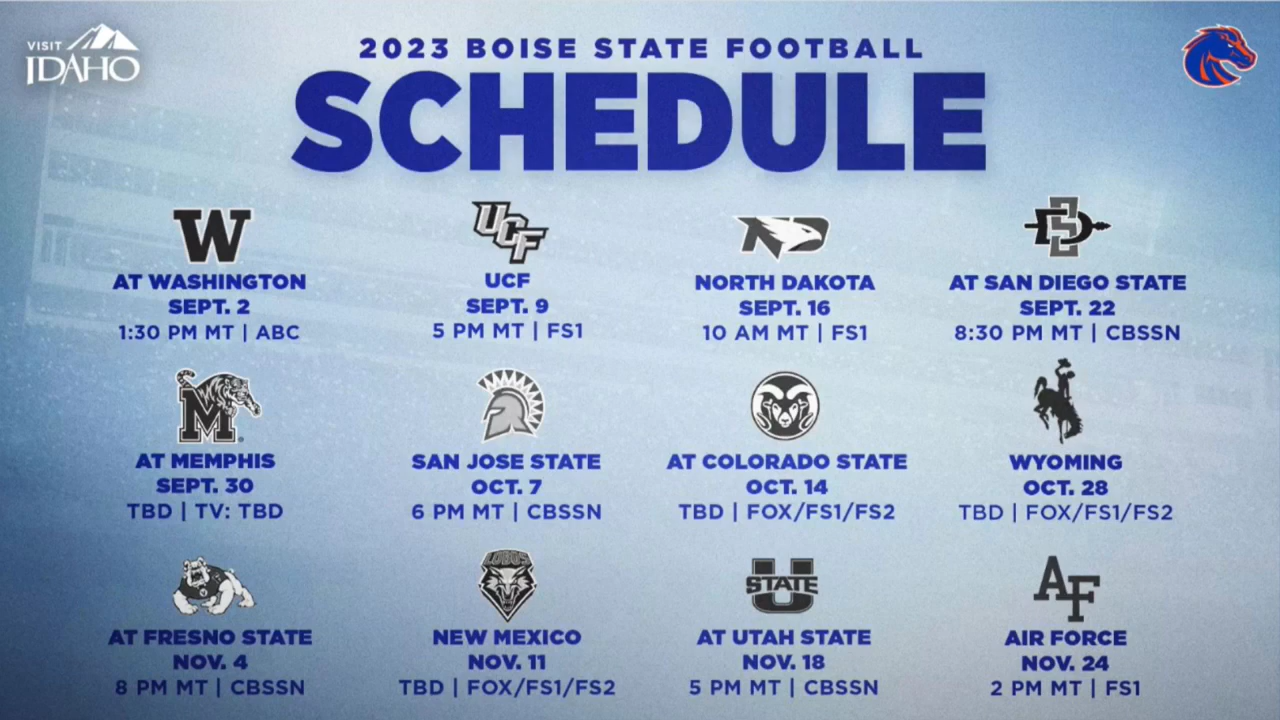 VISIT
IDAHO
2023 BOISE STATE FOOTBALL
SCHEDULE
W
AT WASHINGTON
SEPT. 2
1:30 PM MT | ABC
UCF
UCF
SEPT. 9
5 PM MT | FS1
ND
NORTH DAKOTA
SEPT. 16
10 AM MT | FS1
SD
AT SAN DIEGO STATE
SEPT. 22
8:30 PM MT | CBSSN
M
AT MEMPHIS
SEPT. 30
TBD | TV: TBD
SAN JOSE STATE
OCT. 7
6 PM MT | CBSSN
AT COLORADO STATE
OCT. 14
TBD | FOX/FS1/FS2
WYOMING
OCT. 28
TBD | FOX/FS1/FS2
AT FRESNO STATE
NOV. 4
8 PM MT | CBSSN
LOBOS
NEW MEXICO
NOV. 11
TBD | FOX/FS1/FS2
U
STATE
AT UTAH STATE
NOV. 18
5 PM MT | CBSSN
AF
AIR FORCE
NOV. 24
2 PM MT | FS1